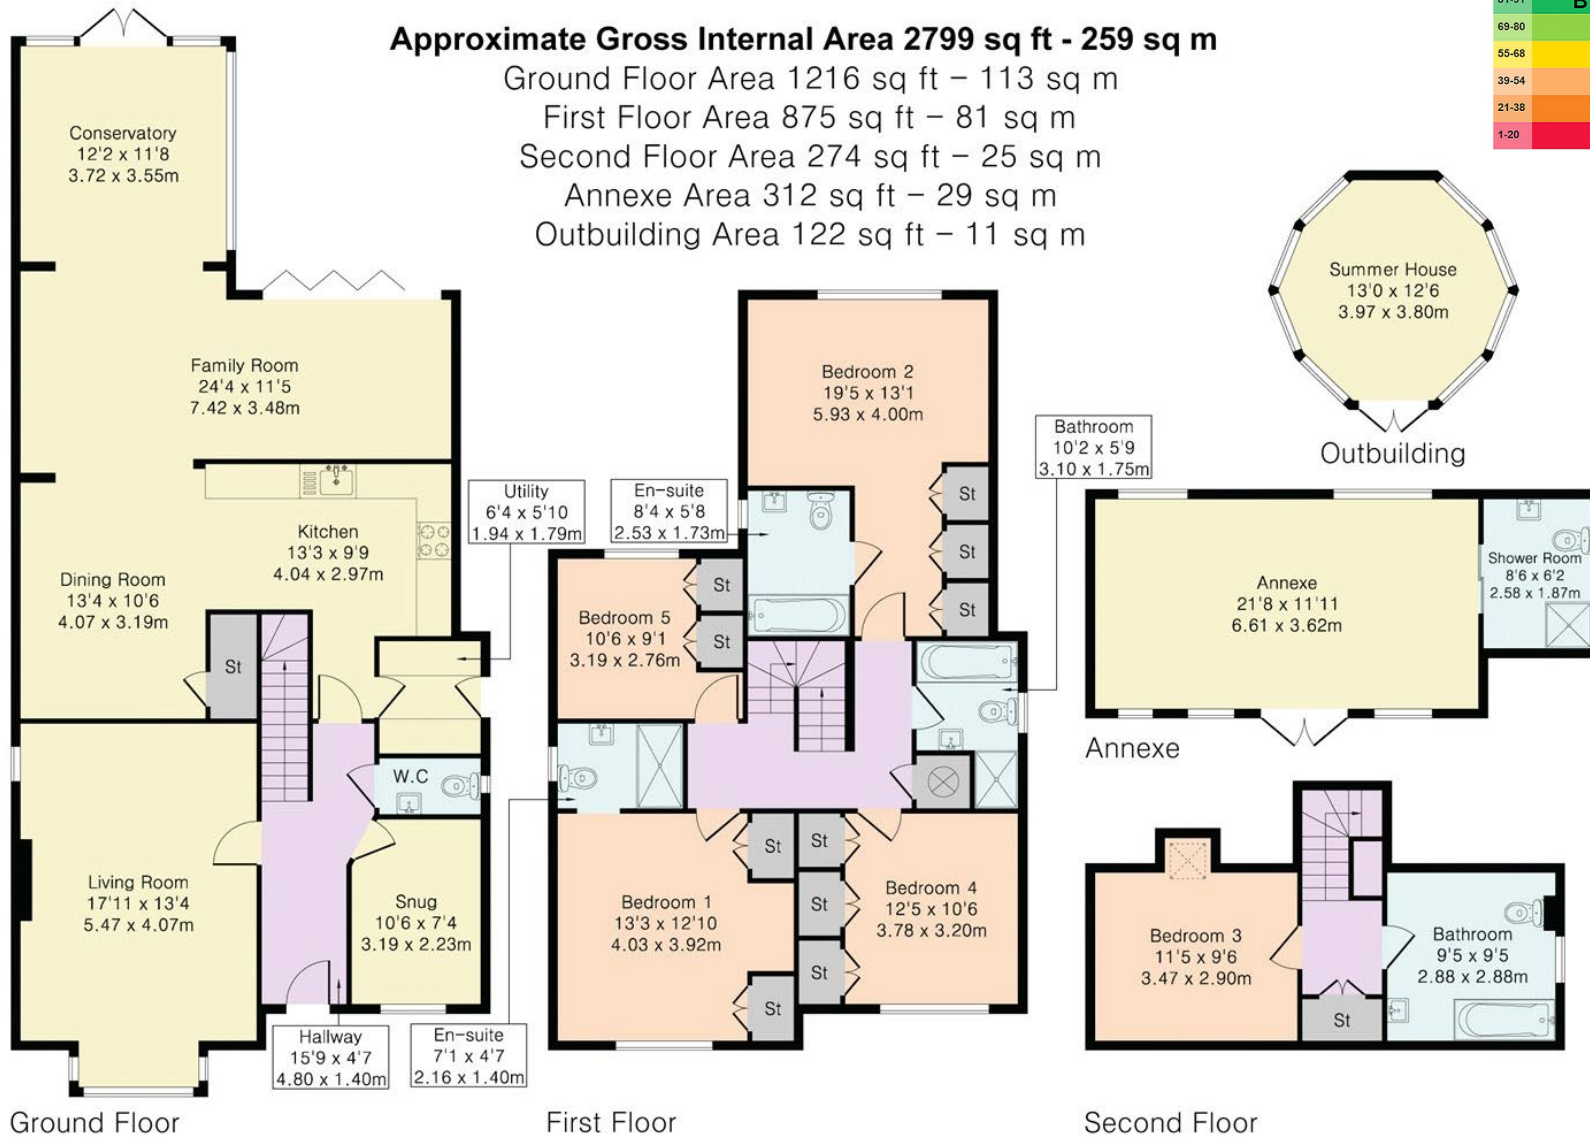 Approximate Gross Internal Area 2799 sq ft - 259 sq m
Ground Floor Area 1216 sq ft – 113 sq m
First Floor Area 875 sq ft – 81 sq m
Second Floor Area 274 sq ft – 25 sq m
Annexe Area 312 sq ft – 29 sq m
Outbuilding Area 122 sq ft – 11 sq m
B
69-80
55-68
39-54
21-38
1-20
Conservatory
12'2 x 11'8
3.72 x 3.55m
Family Room
24'4 x 11'5
7.42 x 3.48m
Kitchen
13'3 x 9'9
4.04 x 2.97m
Dining Room
13'4 x 10'6
4.07 x 3.19m
St
Utility
6'4 x 5'10
1.94 x 1.79m
W.C
Living Room
17'11 x 13'4
5.47 x 4.07m
Snug
10'6 x 7'4
3.19 x 2.23m
Hallway
15'9 x 4'7
4.80 x 1.40m
Ground Floor
Bedroom 2
19'5 x 13'1
5.93 x 4.00m
St
St
St
En-suite
8'4 x 5'8
2.53 x 1.73m
Bathroom
10'2 x 5'9
3.10 x 1.75m
Bedroom 5
10'6 x 9'1
3.19 x 2.76m
St
St
Bedroom 1
13'3 x 12'10
4.03 x 3.92m
St
St
St
St
St
Bedroom 4
12'5 x 10'6
3.78 x 3.20m
En-suite
7'1 x 4'7
2.16 x 1.40m
First Floor
Summer House
13'0 x 12'6
3.97 x 3.80m
Outbuilding
Annexe
21'8 x 11'11
6.61 x 3.62m
Shower Room
8'6 x 6'2
2.58 x 1.87m
Annexe
Bedroom 3
11'5 x 9'6
3.47 x 2.90m
Bathroom
9'5 x 9'5
2.88 x 2.88m
St
Second Floor